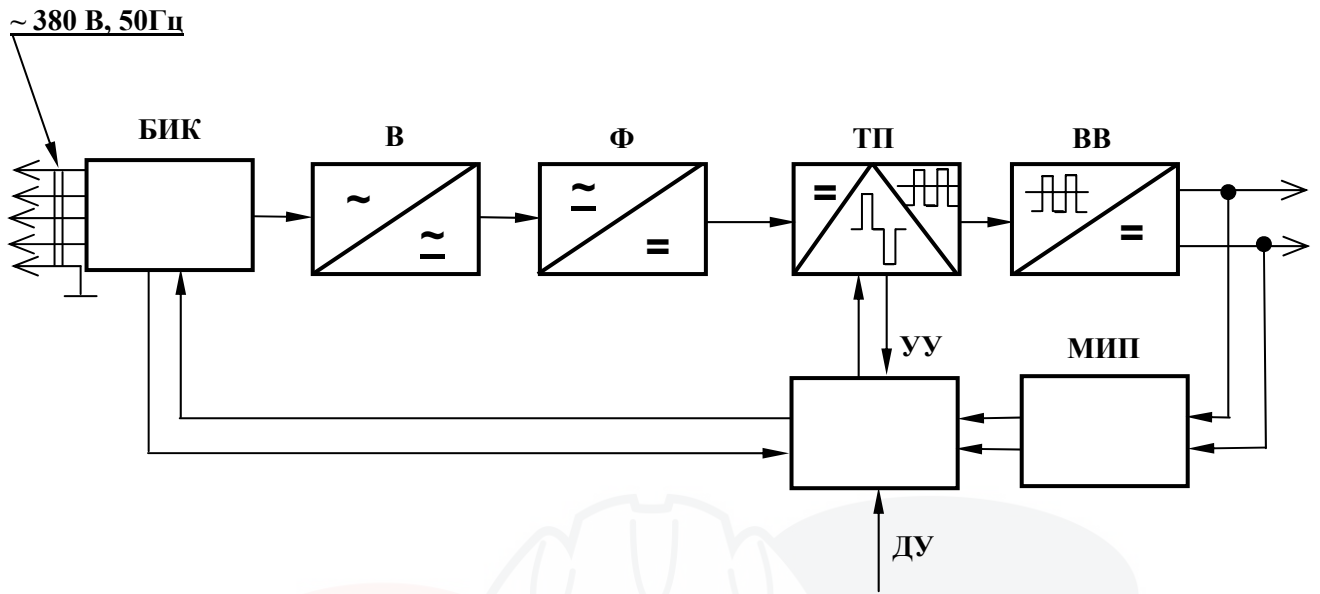 ~ 380 В, 50Гц
БИК
В
Ф
ТП
ВВ
~
≃
≃
=
=
=
УУ
МИП
ДУ